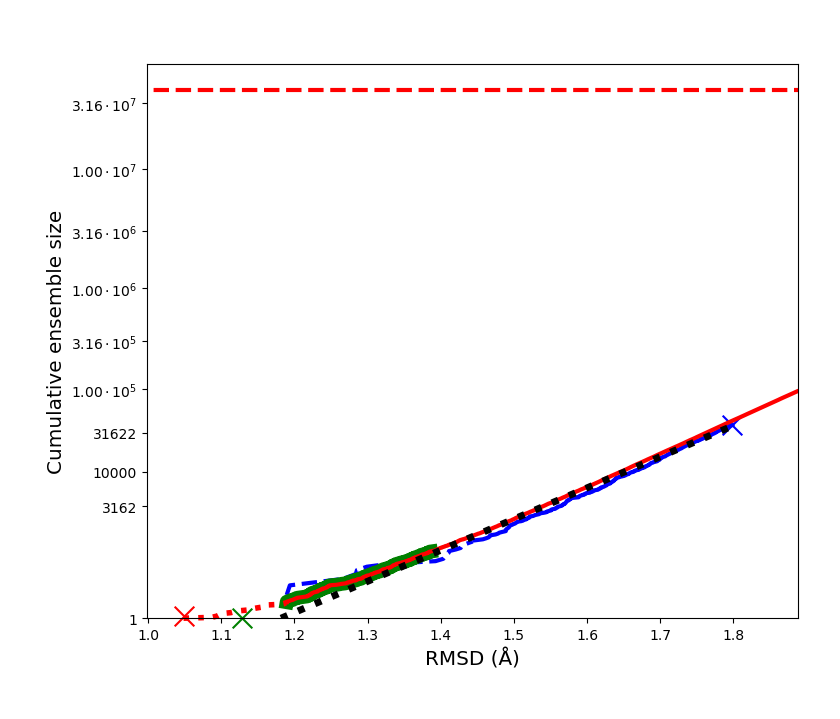 Cumulative ensemble size
3.16 · 10^7
1.00 · 10^7
3.16 · 10^6
1.00 · 10^6
3.16 · 10^5
1.00 · 10^5
31622
10000
3162
1
1.0 1.1 1.2 1.3 1.4 1.5 1.6 1.7 1.8
RMSD (Å)